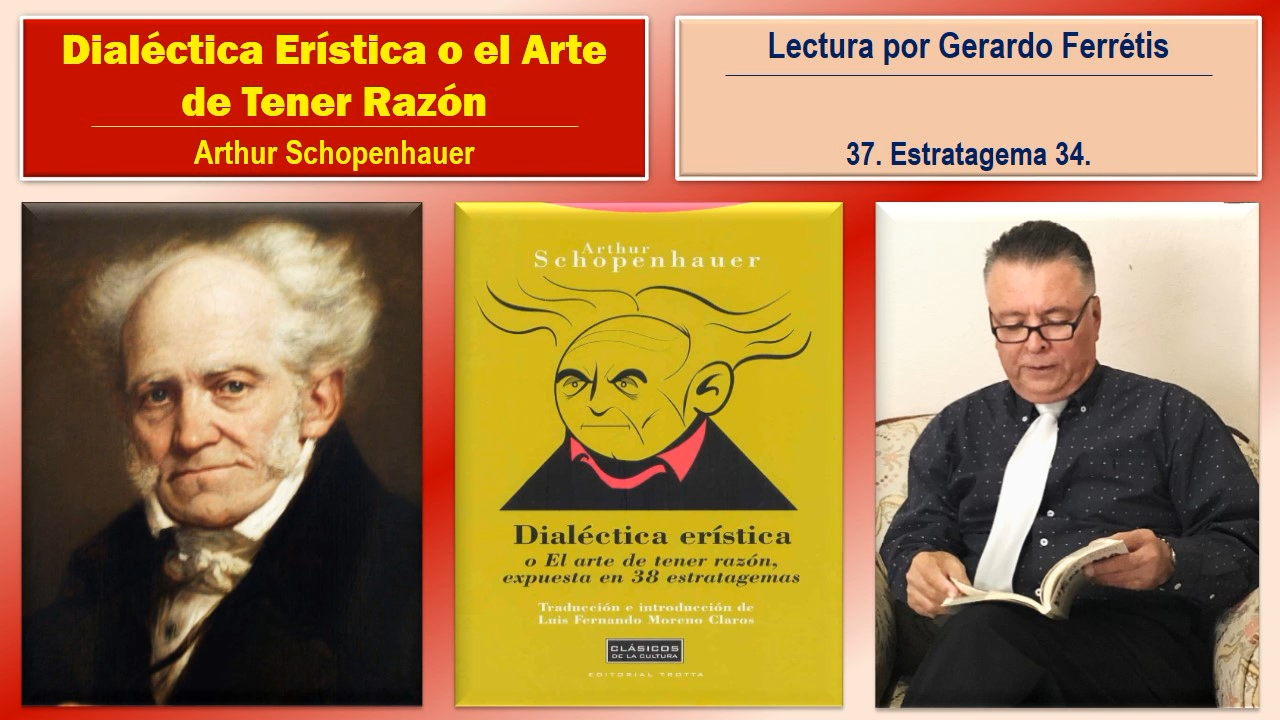 Dialéctica Erística o el Arte
de Tener Razón
Arthur Schopenhauer
Lectura por Gerardo Ferrétis
37. Estratagema 34.
Arthur
Schopenhauer
Dialéctica erística
o El arte de tener razón,
expuesta en 38 estratagemas
Traducción e introducción de
Luis Fernando Moreno Claros
CLÁSICOS
DE LA CULTURA
EDITORIAL TROTTA